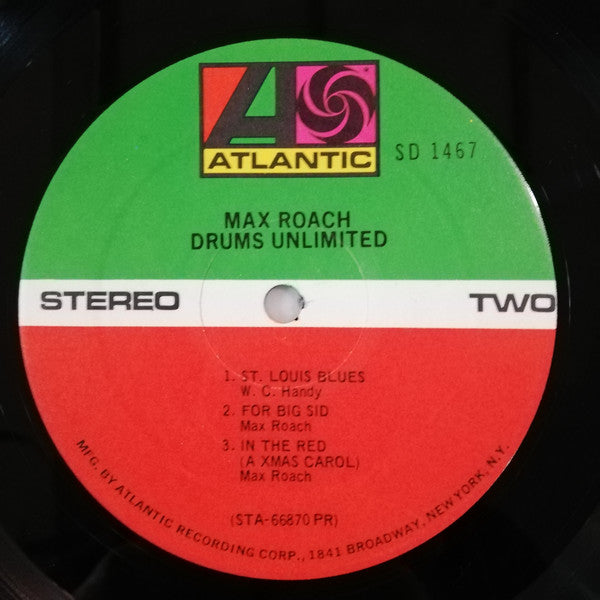 ATLANTIC
SD 1467
MAX ROACH
DRUMS UNLIMITED
STEREO
TWO
1. ST. LOUIS BLUES
W. C. Handy
2. FOR BIG SID
Max Roach
3. IN THE RED
(A XMAS CAROL)
Max Roach
(STA-66870 PR)
MFG. BY ATLANTIC RECORDING CORP., 1841 BROADWAY, NEW YORK, N.Y.